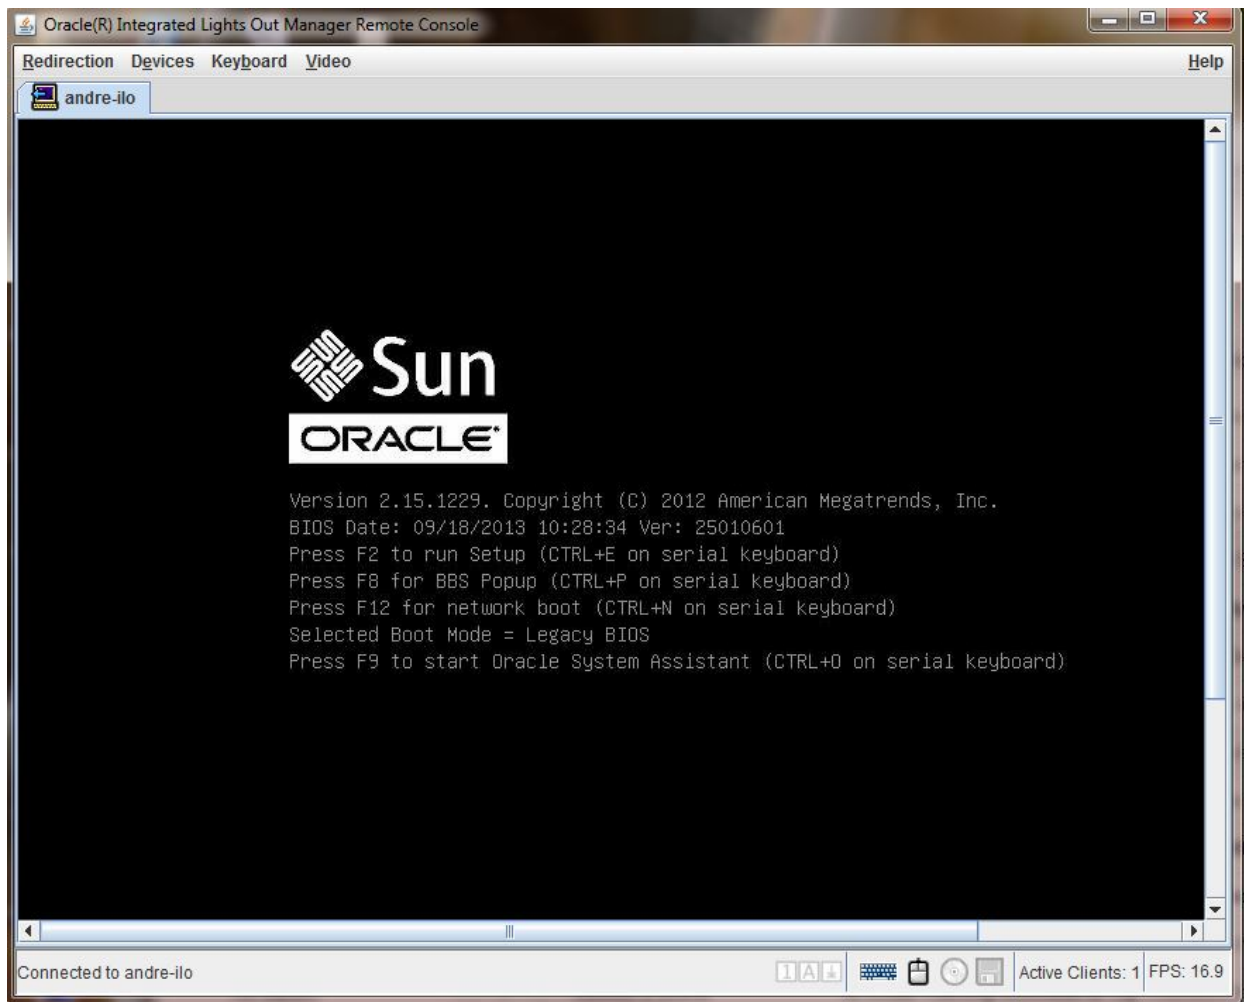 Oracle(R) Integrated Lights Out Manager Remote Console
Redirection Devices Keyboard Video Help
andre-ilo
Sun
ORACLE
Version 2.15.1229. Copyright (C) 2012 American Megatrends, Inc.
BIOS Date: 09/18/2013 10:28:34 Ver: 25010601
Press F2 to run Setup (CTRL+E on serial keyboard)
Press F8 for BBS Popup (CTRL+P on serial keyboard)
Press F12 for network boot (CTRL+N on serial keyboard)
Selected Boot Mode = Legacy BIOS
Press F9 to start Oracle System Assistant (CTRL+O on serial keyboard)
Connected to andre-ilo 1 A Active Clients: 1 FPS: 16.9